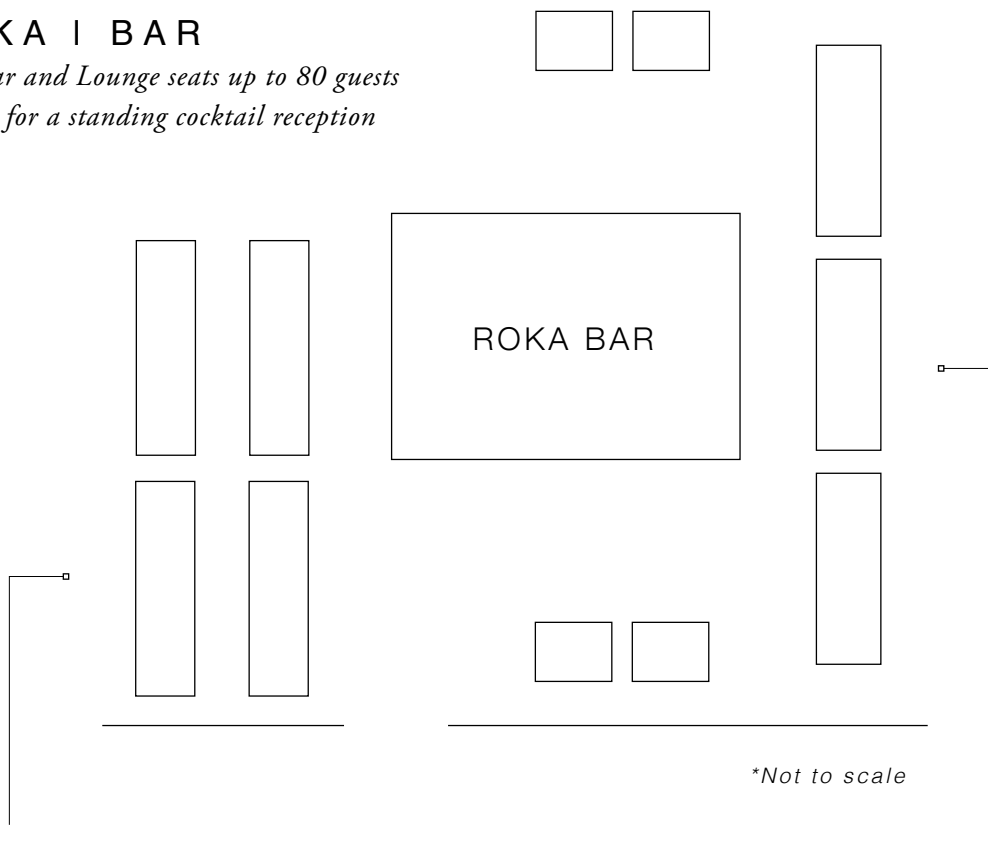 KA | BAR
ar and Lounge seats up to 80 guests
for a standing cocktail reception
ROKA BAR
*Not to scale